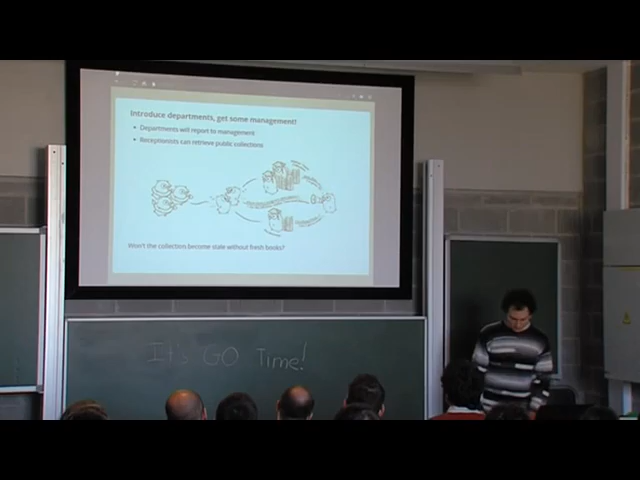 Introduce departments, get some management!
• Departments will report to management
• Receptionists can retrieve public collections
Won't the collection become stale without fresh books?
It's GO Time!